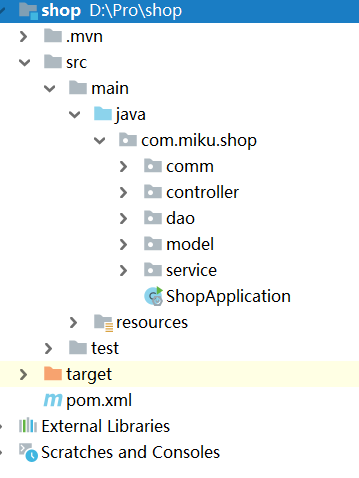 shop D:\Pro\shop
.mvn
src
main
java
com.miku.shop
comm
controller
dao
model
service
ShopApplication
resources
test
target
pom.xml
External Libraries
Scratches and Consoles